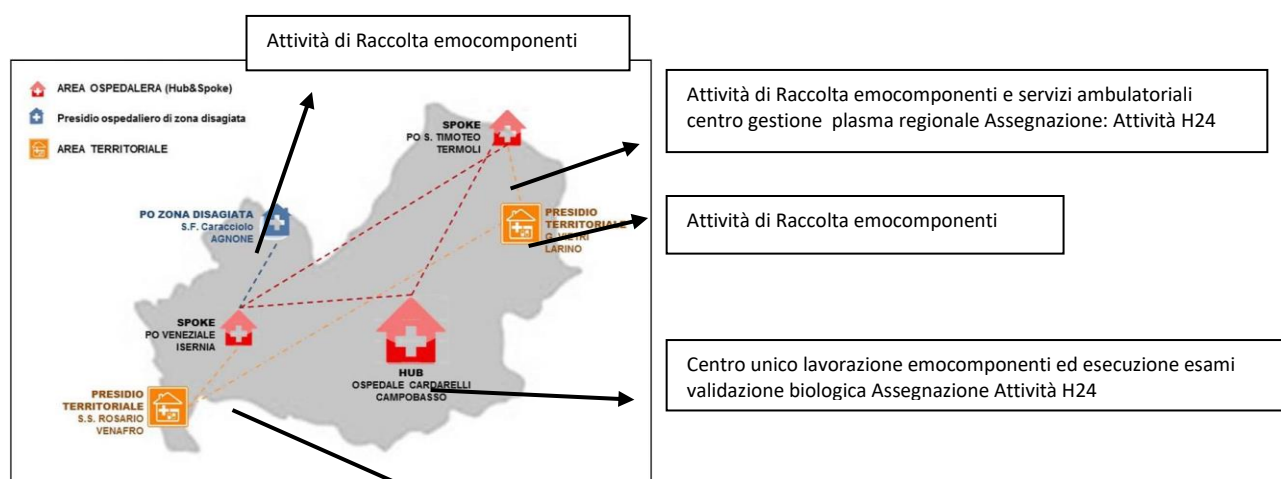 Attività di Raccolta emocomponenti
AREA OSPEDALERA (Hub&Spoke)
Presidio ospedaliero di zona disagiata
AREA TERRITORIALE
Attività di Raccolta emocomponenti e servizi ambulatoriali
centro gestione plasma regionale Assegnazione: Attività H24
SPOKE
PO S. TIMOTEO
TERMOLI
PO ZONA DISAGIATA
S.F. Caracciolo
AGNONE
PRESIDIO
TERRITORIALE
G. VIETRI
LARINO
Attività di Raccolta emocomponenti
SPOKE
PO VENEZIALE
ISERNIA
HUB
OSPEDALE CARDARELLI
CAMPOBASSO
Centro unico lavorazione emocomponenti ed esecuzione esami
validazione biologica Assegnazione Attività H24
PRESIDIO
TERRITORIALE
S.S. ROSARIO
VENAFRO